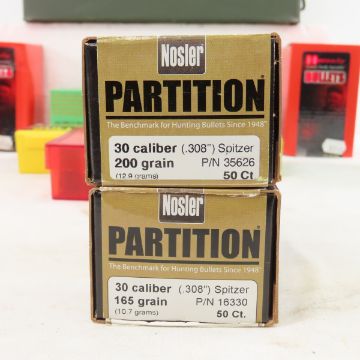 Nosler
PARTITION
The Benchmark for Hunting Bullets Since 1948
30 caliber (.308") Spitzer
200 grain P/N 35626
(12.9 grams) 50 Ct.
Nosler
PARTITION
The Benchmark for Hunting Bullets Since 1948
30 caliber (.308") Spitzer
165 grain P/N 16330
(10.7 grams) 50 Ct.
Hornady
BULLETS